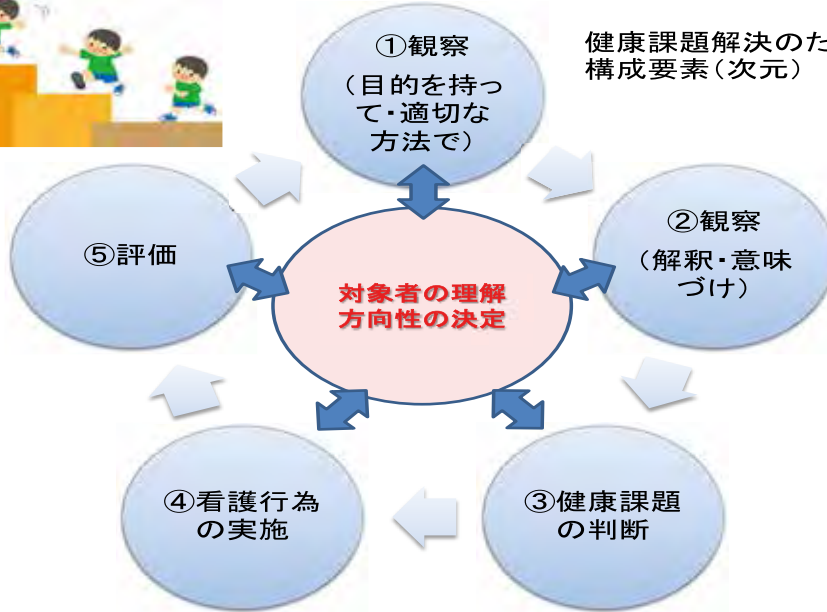 健康課題解決のた
構成要素(次元)
①観察
(目的を持っ
て・適切な
方法で)
②観察
(解釈・意味
づけ)
③健康課題
の判断
④看護行為
の実施
⑤評価
対象者の理解
方向性の決定